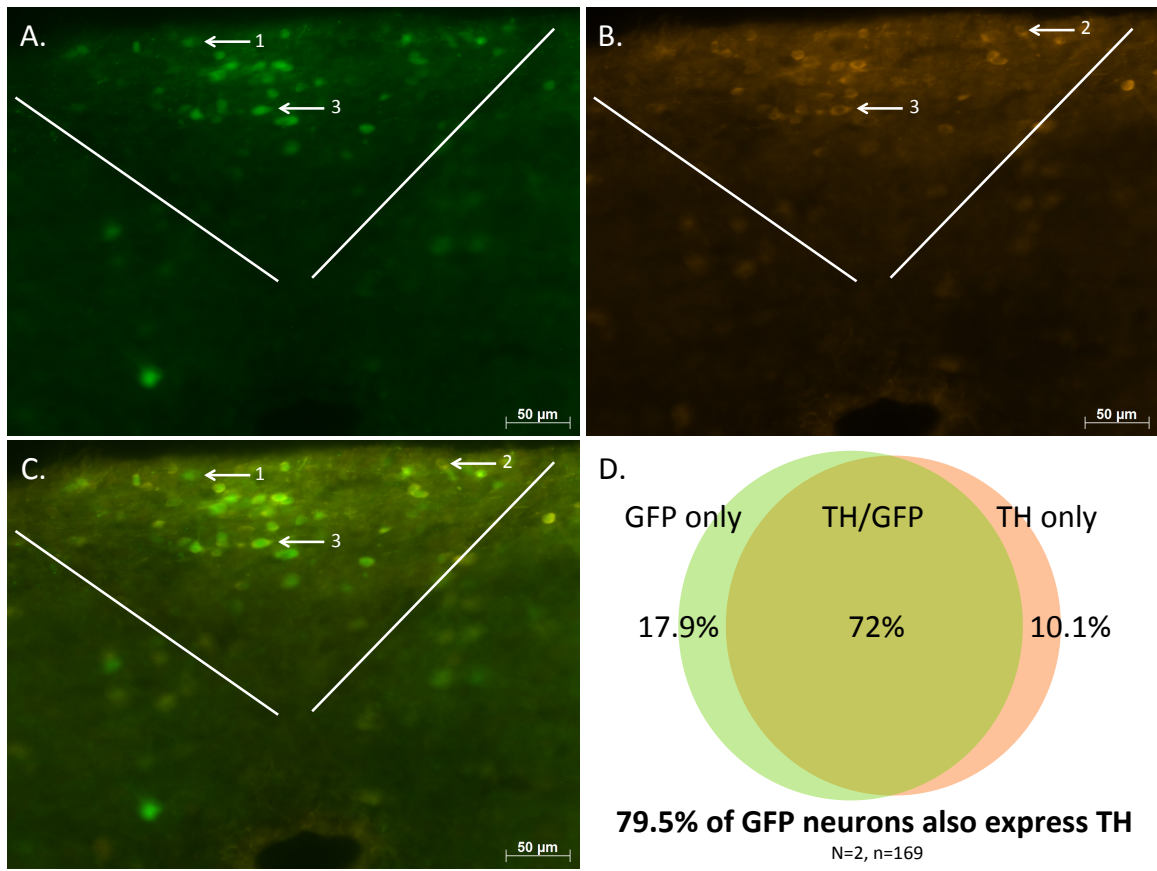 A.
1
3
50 µm
B.
2
3
50 µm
C.
1
2
3
50 µm
D.
GFP only TH/GFP TH only
17.9% 72% 10.1%
79.5% of GFP neurons also express TH
N=2, n=169